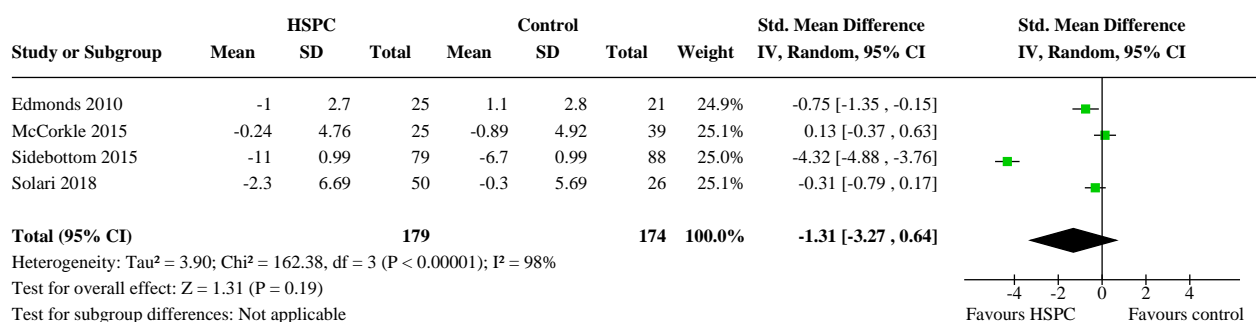 HSPC Control Std. Mean Difference Std. Mean Difference
Study or Subgroup Mean SD Total Mean SD Total Weight IV, Random, 95% CI IV, Random, 95% CI
Edmonds 2010 -1 2.7 25 1.1 2.8 21 24.9% -0.75 [-1.35 , -0.15]
McCorkle 2015 -0.24 4.76 25 -0.89 4.92 39 25.1% 0.13 [-0.37 , 0.63]
Sidebottom 2015 -11 0.99 79 -6.7 0.99 88 25.0% -4.32 [-4.88 , -3.76]
Solari 2018 -2.3 6.69 50 -0.3 5.69 26 25.1% -0.31 [-0.79 , 0.17]
Total (95% CI) 179 174 100.0% -1.31 [-3.27 , 0.64]
Heterogeneity: Tau² = 3.90; Chi² = 162.38, df = 3 (P < 0.00001); I² = 98%
Test for overall effect: Z = 1.31 (P = 0.19)
Test for subgroup differences: Not applicable
-4 -2 0 2 4
Favours HSPC Favours control